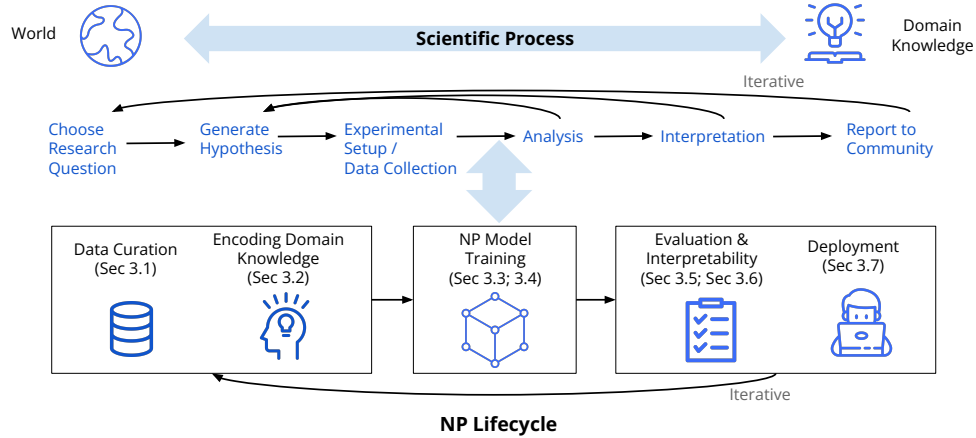 World
Scientific Process
Domain
Knowledge
Iterative
Choose
Research
Question
Generate
Hypothesis
Experimental
Setup /
Data Collection
Analysis
Interpretation
Report to
Community
Data Curation
(Sec 3.1)
Encoding Domain
Knowledge
(Sec 3.2)
NP Model
Training
(Sec 3.3; 3.4)
Evaluation &
Interpretability
(Sec 3.5; Sec 3.6)
Deployment
(Sec 3.7)
Iterative
NP Lifecycle